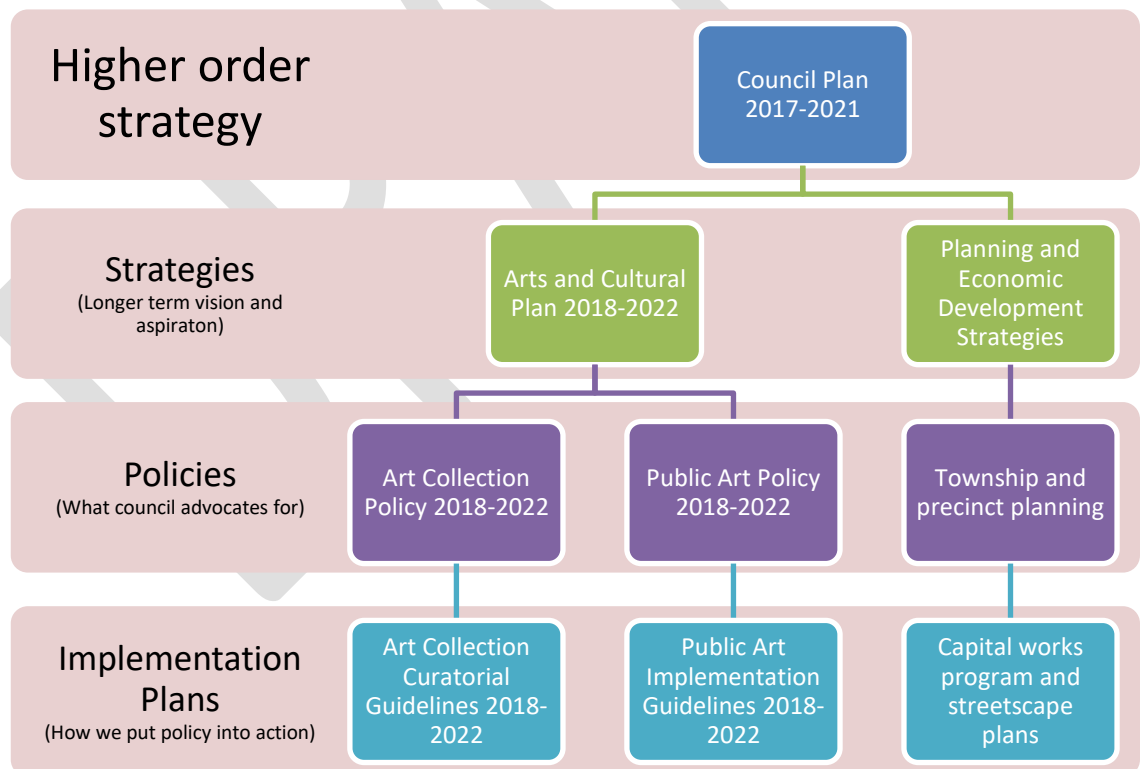 Higher order
strategy
Council Plan
2017-2021
Strategies
(Longer term vision and
aspiraton)
Arts and Cultural
Plan 2018-2022
Planning and
Economic
Development
Strategies
Policies
(What council advocates for)
Art Collection
Policy 2018-2022
Public Art Policy
2018-2022
Township and
precinct planning
Implementation
Plans
(How we put policy into action)
Art Collection
Curatorial
Guidelines 2018-
2022
Public Art
Implementation
Guidelines 2018-
2022
Capital works
program and
streetscape
plans